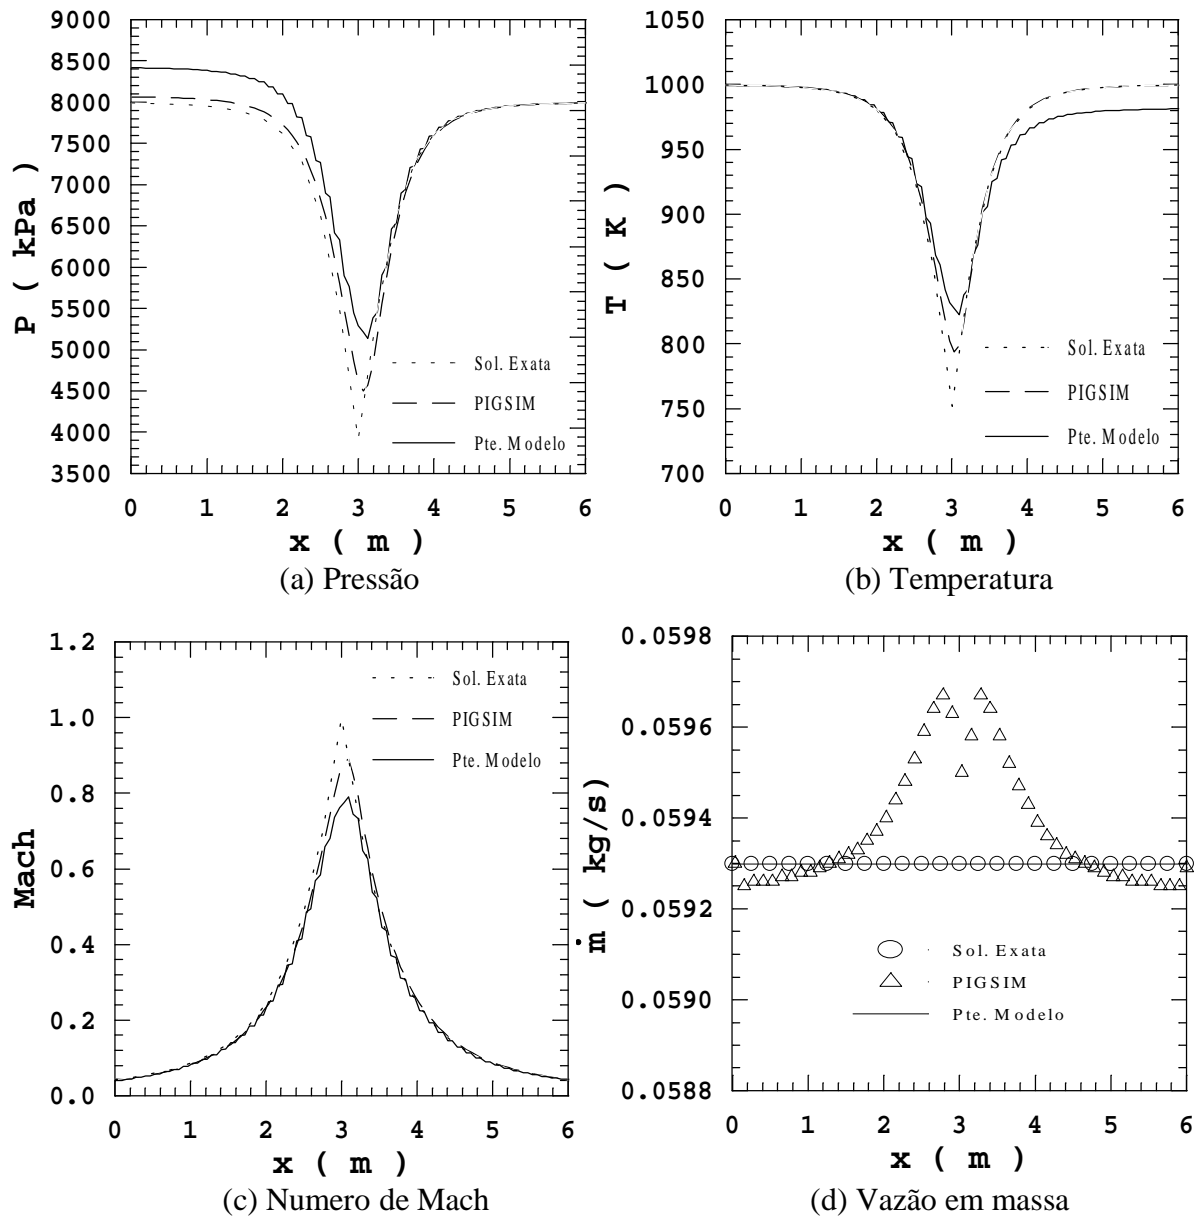 9000
8500
8000
7500
7000
6500
6000
5500
5000
4500
4000
3500
P ( kPa )
Sol. Exata
PIGSIM
Pte. Modelo
0 1 2 3 4 5 6
x ( m )
(a) Pressão
1050
1000
950
900
850
800
750
700
T ( K )
Sol. Exata
PIGSIM
Pte. Modelo
0 1 2 3 4 5 6
x ( m )
(b) Temperatura
1.2
1.0
0.8
0.6
0.4
0.2
0.0
Mach
Sol. Exata
PIGSIM
Pte. Modelo
0 1 2 3 4 5 6
x ( m )
(c) Numero de Mach
0.0598
0.0596
0.0594
0.0592
0.0590
0.0588
ṁ ( kg/s )
Sol. Exata
PIGSIM
Pte. Modelo
0 1 2 3 4 5 6
x ( m )
(d) Vazão em massa